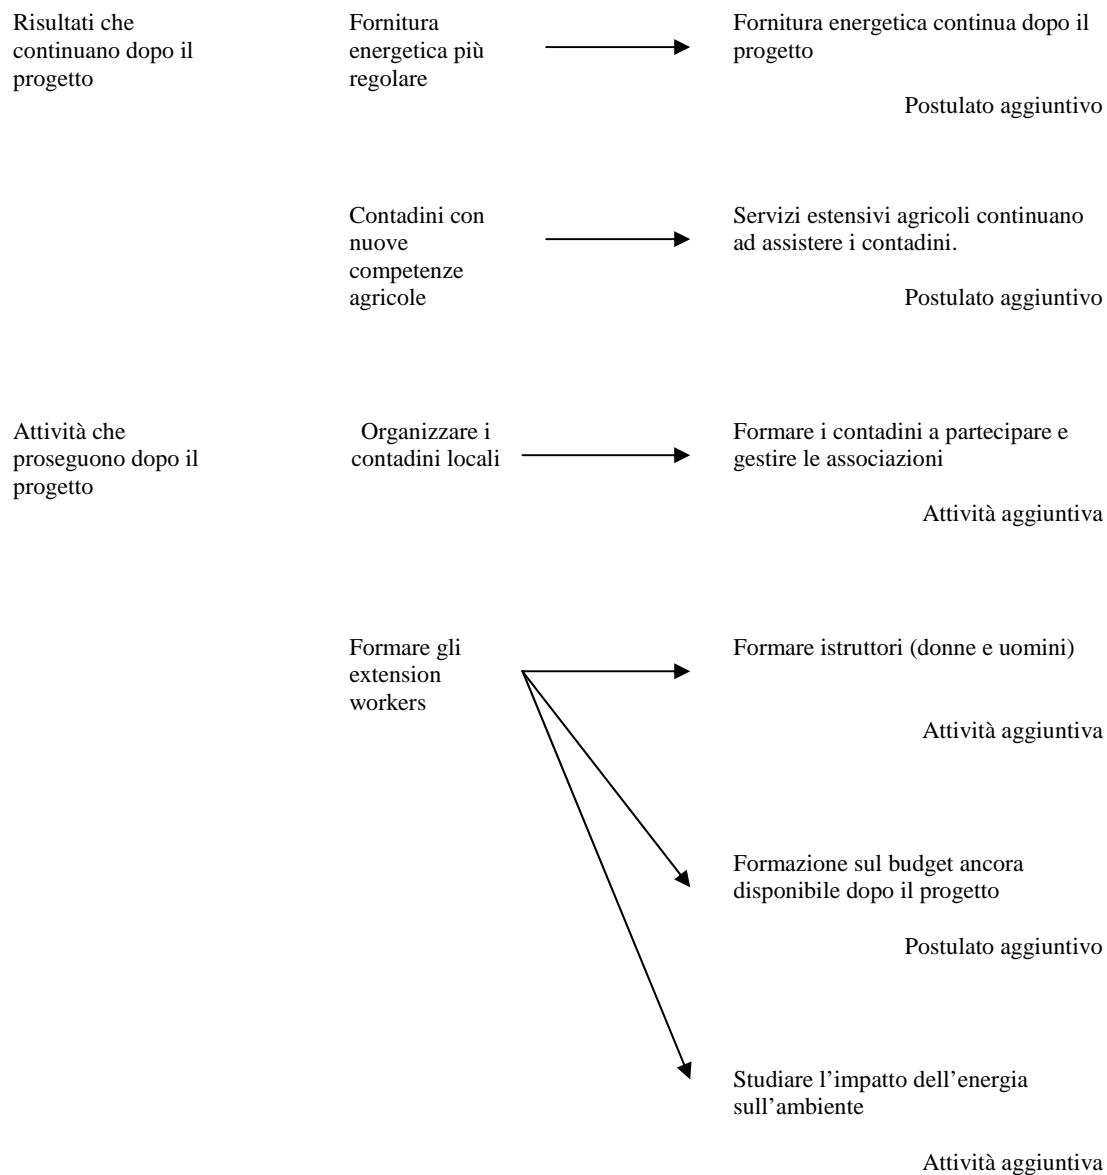 Risultati che
continuano dopo il
progetto
Fornitura
energetica più
regolare
Fornitura energetica continua dopo il
progetto
Postulato aggiuntivo
Contadini con
nuove
competenze
agricole
Servizi estensivi agricoli continuano
ad assistere i contadini.
Postulato aggiuntivo
Attività che
proseguono dopo il
progetto
Organizzare i
contadini locali
Formare i contadini a partecipare e
gestire le associazioni
Attività aggiuntiva
Formare gli
extension
workers
Formare istruttori (donne e uomini)
Attività aggiuntiva
Formazione sul budget ancora
disponibile dopo il progetto
Postulato aggiuntivo
Studiare l’impatto dell’energia
sull’ambiente
Attività aggiuntiva